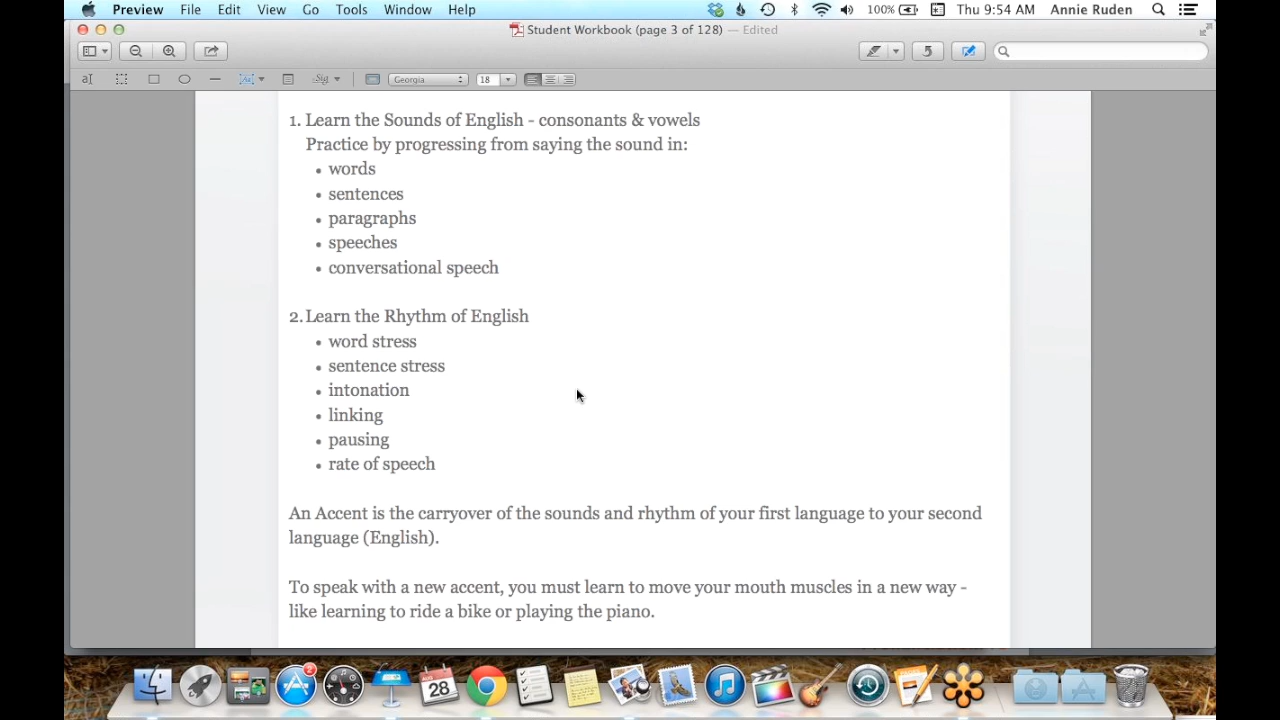 Preview File Edit View Go Tools Window Help 100% Thu 9:54 AM Annie Ruden
Student Workbook (page 3 of 128) — Edited
Georgia 18
1. Learn the Sounds of English - consonants & vowels
Practice by progressing from saying the sound in:
• words
• sentences
• paragraphs
• speeches
• conversational speech
2. Learn the Rhythm of English
• word stress
• sentence stress
• intonation
• linking
• pausing
• rate of speech
An Accent is the carryover of the sounds and rhythm of your first language to your second
language (English).
To speak with a new accent, you must learn to move your mouth muscles in a new way -
like learning to ride a bike or playing the piano.
2
AUG
28